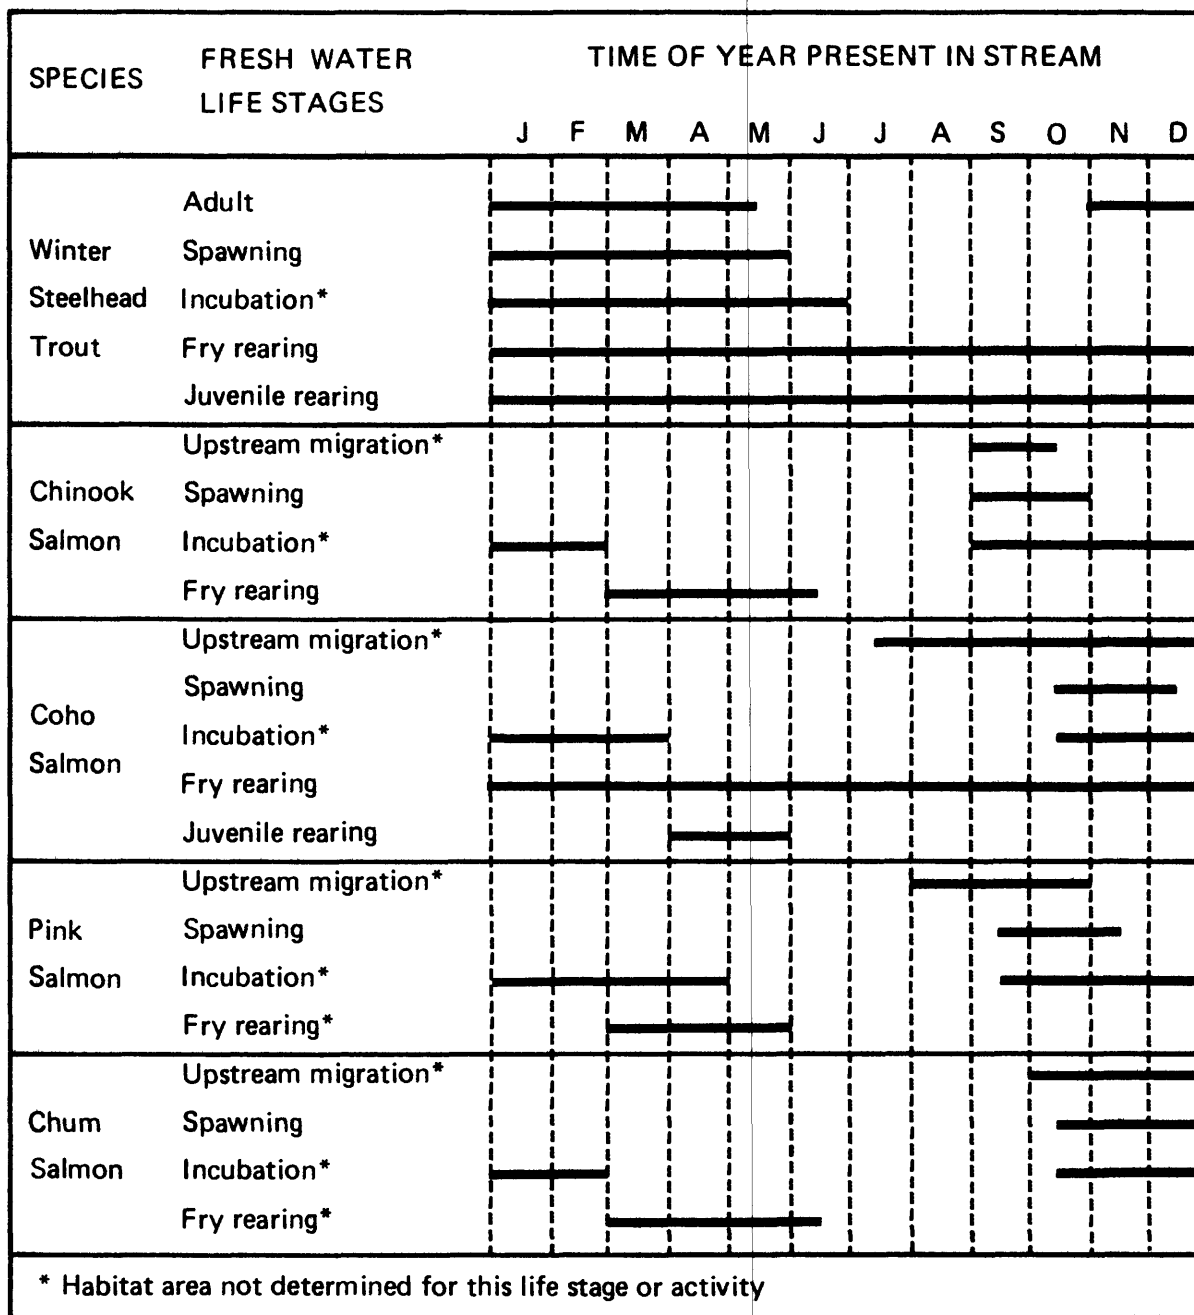 SPECIES
FRESH WATER
LIFE STAGES
TIME OF YEAR PRESENT IN STREAM
J F M A M J J A S O N D
Winter
Steelhead
Trout
Adult
Spawning
Incubation*
Fry rearing
Juvenile rearing
Chinook
Salmon
Upstream migration*
Spawning
Incubation*
Fry rearing
Coho
Salmon
Upstream migration*
Spawning
Incubation*
Fry rearing
Juvenile rearing
Pink
Salmon
Upstream migration*
Spawning
Incubation*
Fry rearing*
Chum
Salmon
Upstream migration*
Spawning
Incubation*
Fry rearing*
* Habitat area not determined for this life stage or activity